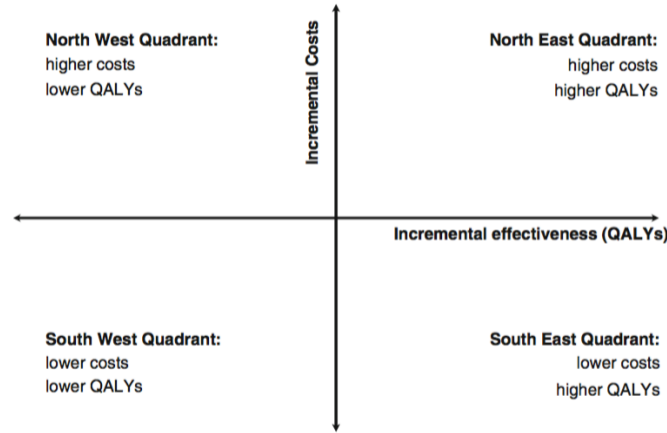 North West Quadrant:
higher costs
lower QALYs
Incremental Costs
North East Quadrant:
higher costs
higher QALYs
Incremental effectiveness (QALYs)
South West Quadrant:
lower costs
lower QALYs
South East Quadrant:
lower costs
higher QALYs